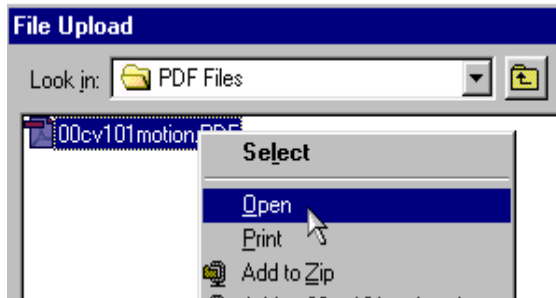 File Upload
Look in: PDF Files
00cv101motion.PDF
Select
Open
Print
Add to Zip